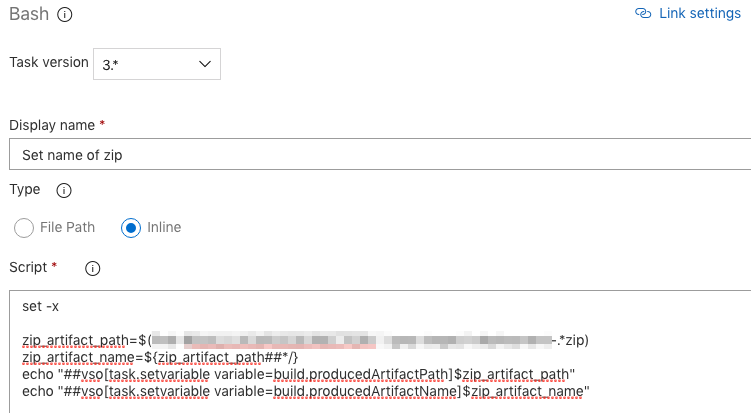 Bash
Link settings
Task version 3.*
Display name *
Set name of zip
Type
File Path Inline
Script *
set -x
zip_artifact_path=$( -.*zip)
zip_artifact_name=${zip_artifact_path##*/}
echo "##vso[task.setvariable variable=build.producedArtifactPath]$zip_artifact_path"
echo "##vso[task.setvariable variable=build.producedArtifactName]$zip_artifact_name"